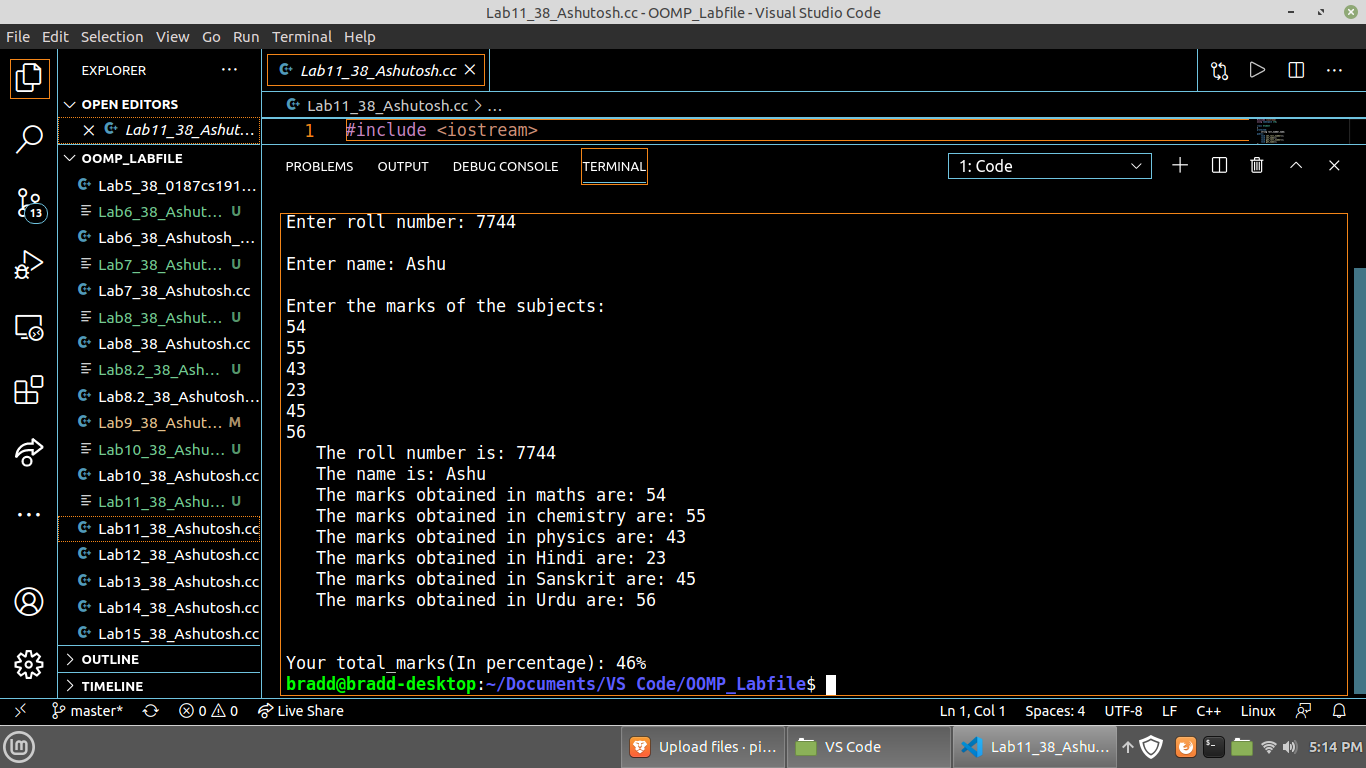 Lab11_38_Ashutosh.cc - OOMP_Labfile - Visual Studio Code
File Edit Selection View Go Run Terminal Help
EXPLORER
OPEN EDITORS
Lab11_38_Ashut...
OOMP_LABFILE
Lab5_38_0187cs191...
Lab6_38_Ashut... U
Lab6_38_Ashutosh_...
Lab7_38_Ashut... U
Lab7_38_Ashutosh.cc
Lab8_38_Ashut... U
Lab8_38_Ashutosh.cc
Lab8.2_38_Ash... U
Lab8.2_38_Ashutosh...
Lab9_38_Ashut... M
Lab10_38_Ashu... U
Lab10_38_Ashutosh.cc
Lab11_38_Ashu... U
Lab11_38_Ashutosh.cc
Lab12_38_Ashutosh.cc
Lab13_38_Ashutosh.cc
Lab14_38_Ashutosh.cc
Lab15_38_Ashutosh.cc
OUTLINE
TIMELINE
13
Lab11_38_Ashutosh.cc
Lab11_38_Ashutosh.cc > ...
1 #include <iostream>
PROBLEMS OUTPUT DEBUG CONSOLE TERMINAL 1: Code
Enter roll number: 7744
Enter name: Ashu
Enter the marks of the subjects:
54
55
43
23
45
56
The roll number is: 7744
The name is: Ashu
The marks obtained in maths are: 54
The marks obtained in chemistry are: 55
The marks obtained in physics are: 43
The marks obtained in Hindi are: 23
The marks obtained in Sanskrit are: 45
The marks obtained in Urdu are: 56
Your total_marks(In percentage): 46%
bradd@bradd-desktop:~/Documents/VS Code/OOMP_Labfile$
master* 0 0 Live Share Ln 1, Col 1 Spaces: 4 UTF-8 LF C++ Linux
Upload files · pi... VS Code Lab11_38_Ashu... 5:14 PM